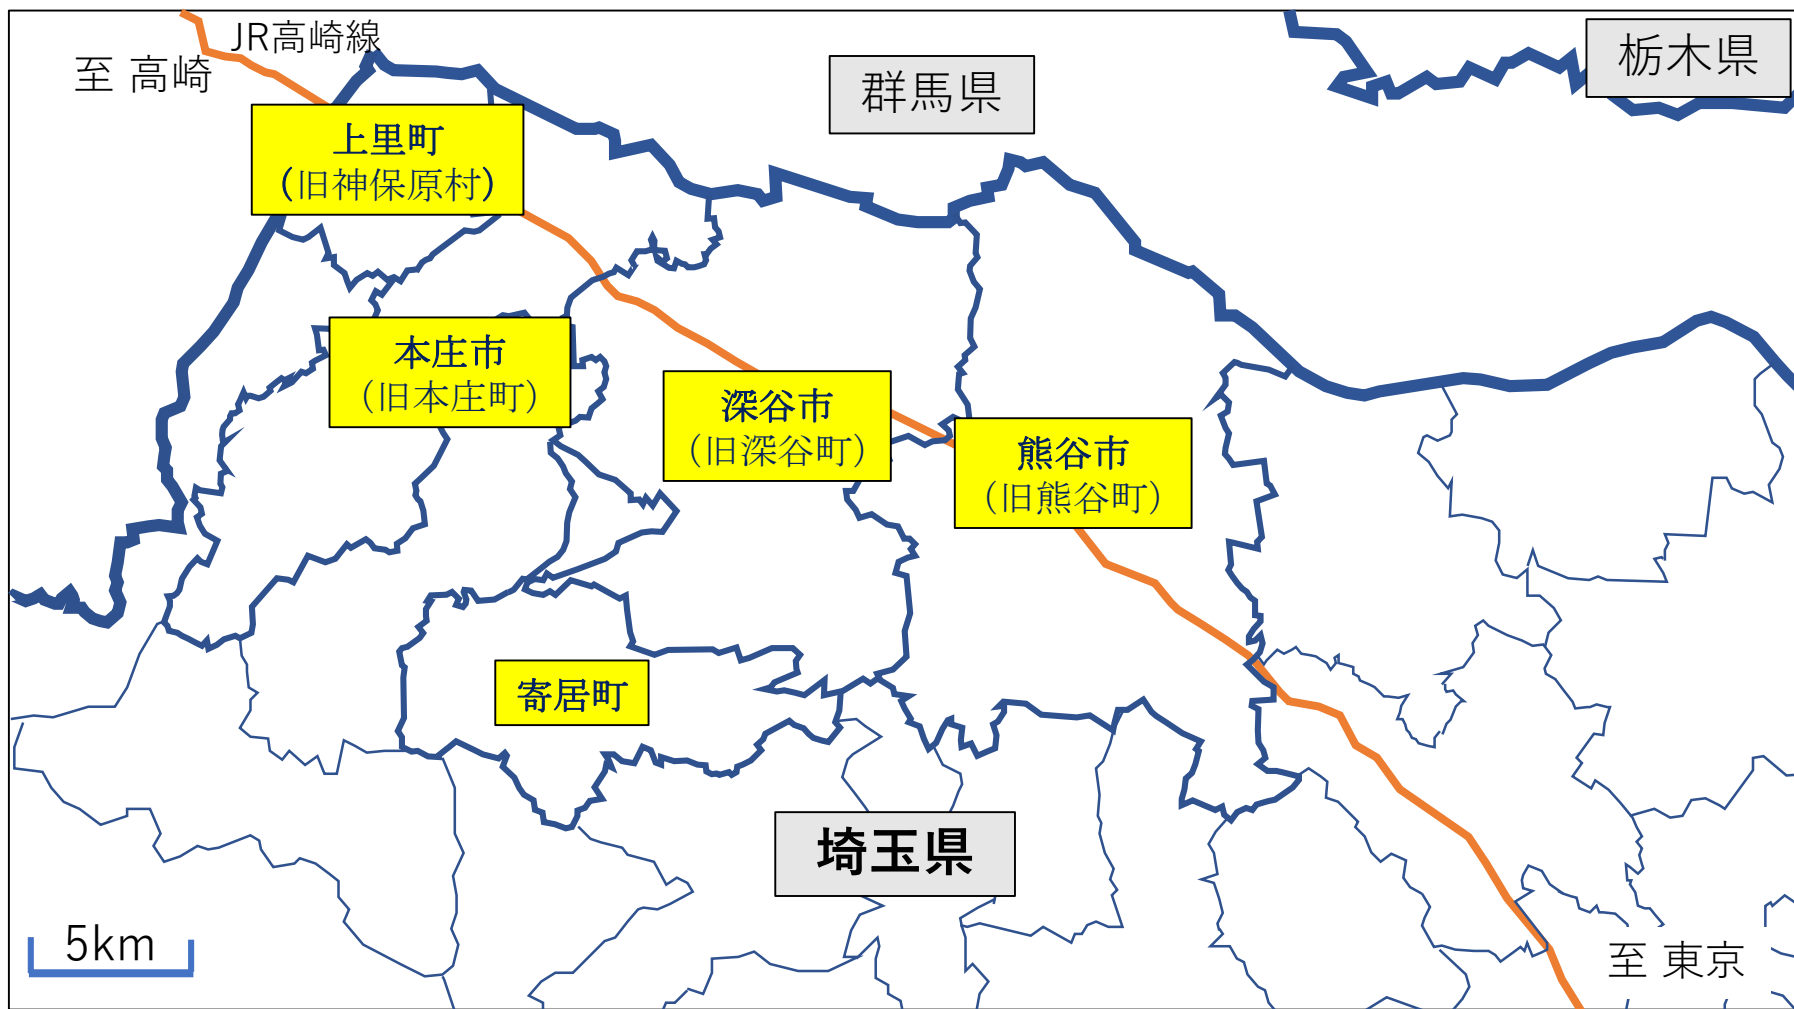 JR高崎線
至 高崎
栃木県
群馬県
上里町
(旧神保原村)
本庄市
(旧本庄町)
深谷市
(旧深谷町)
熊谷市
(旧熊谷町)
寄居町
埼玉県
5km
至 東京